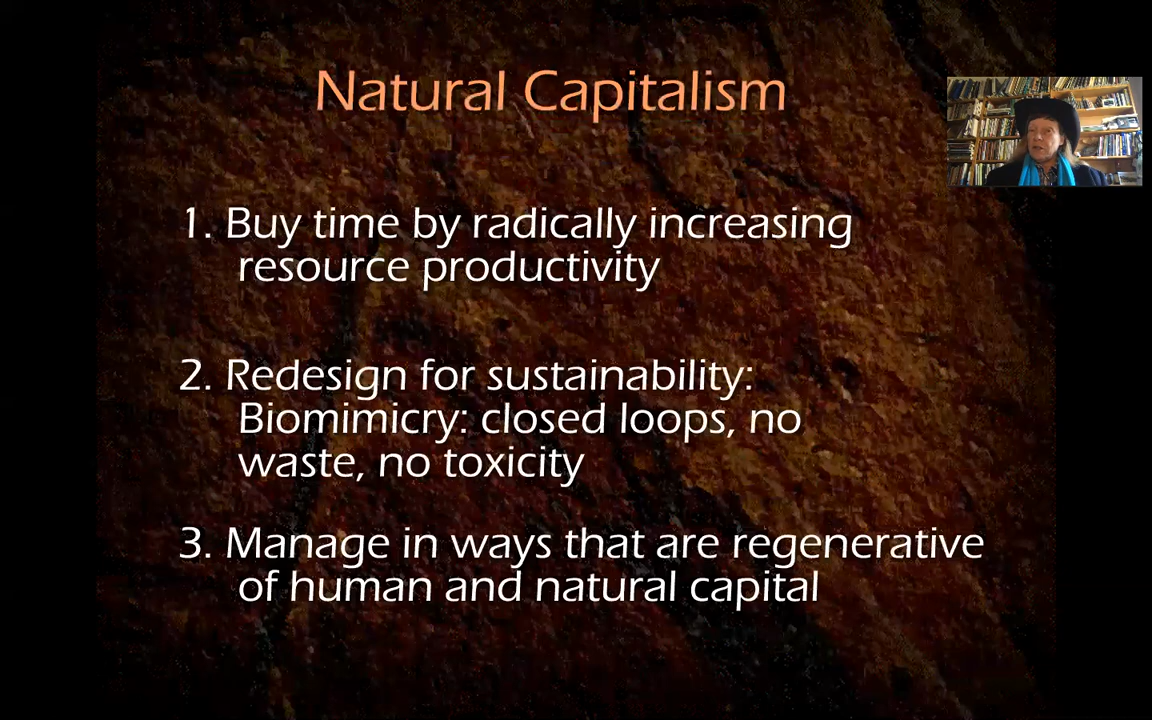 Natural Capitalism
1. Buy time by radically increasing
resource productivity
2. Redesign for sustainability:
Biomimicry: closed loops, no
waste, no toxicity
3. Manage in ways that are regenerative
of human and natural capital